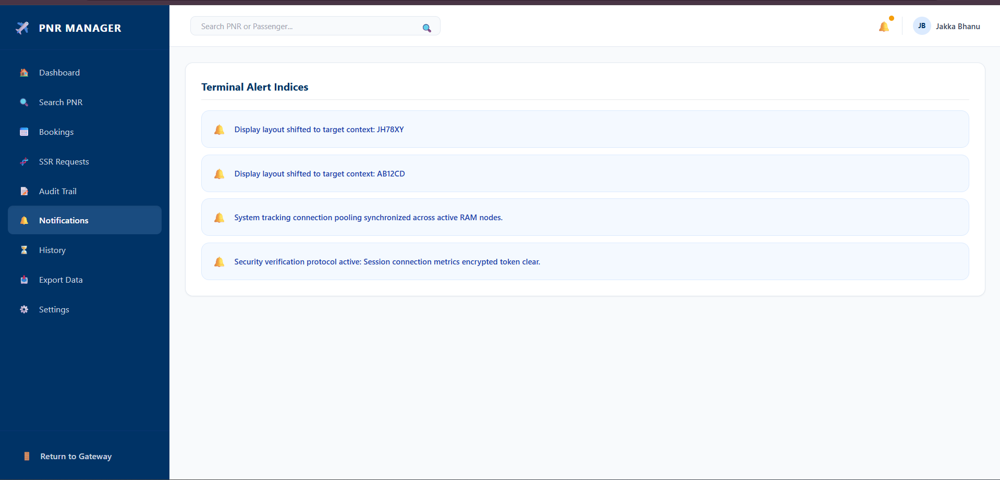 PNR MANAGER
Search PNR or Passenger...
JB
Jakka Bhanu
Dashboard
Search PNR
Bookings
SSR Requests
Audit Trail
Notifications
History
Export Data
Settings
Return to Gateway
Terminal Alert Indices
Display layout shifted to target context: JH78XY
Display layout shifted to target context: AB12CD
System tracking connection pooling synchronized across active RAM nodes.
Security verification protocol active: Session connection metrics encrypted token clear.